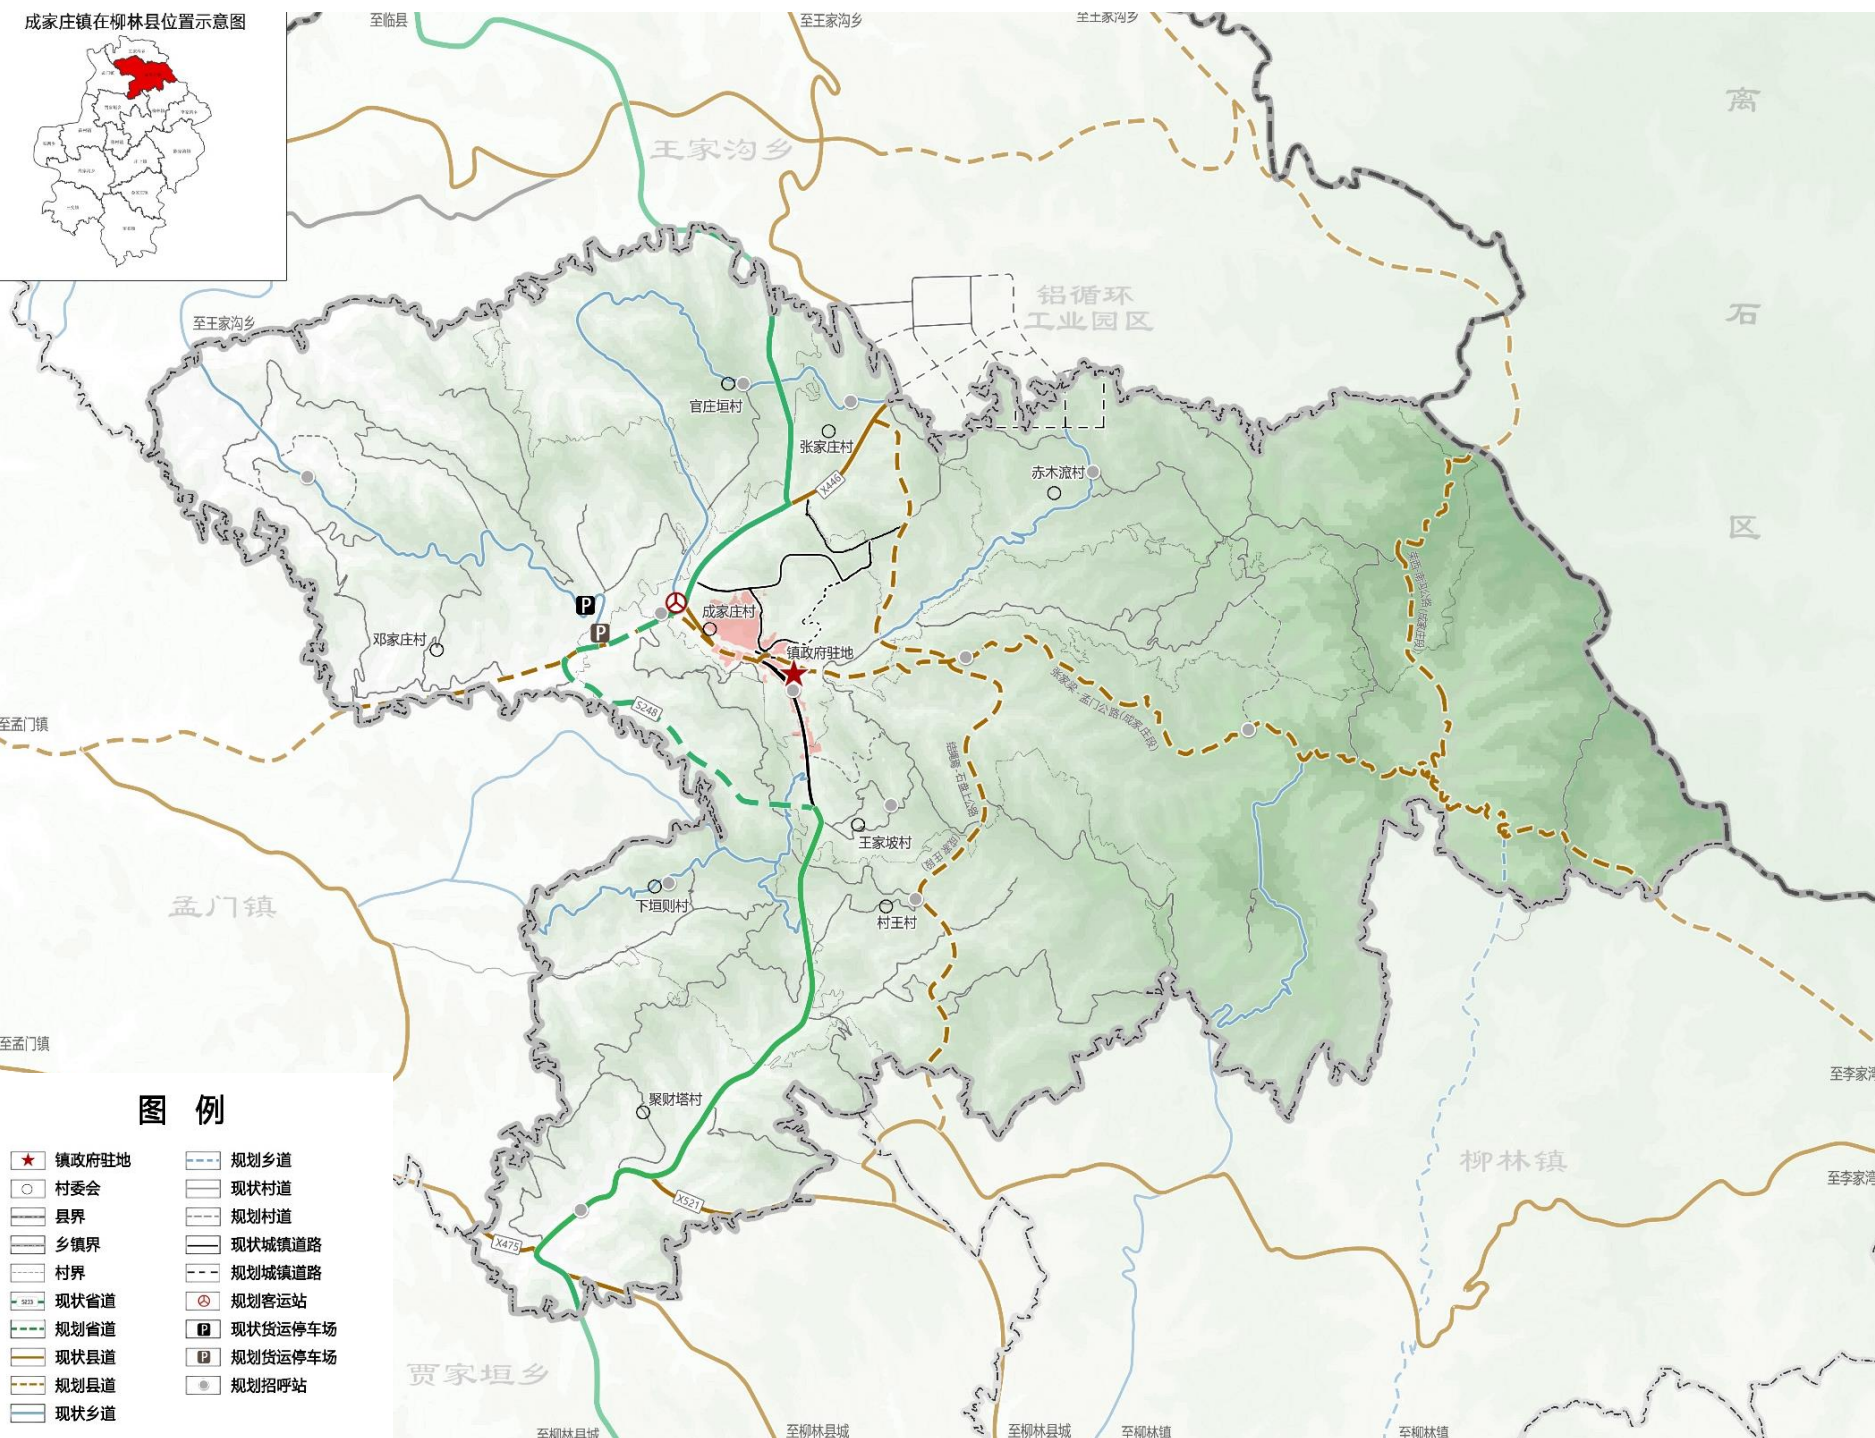 成家庄镇在柳林县位置示意图
至临县
至王家沟乡
至王家沟乡
离
石
区
王家沟乡
铝循环
工业园区
至王家沟乡
官庄垣村
张家庄村
X446
赤木洰村
成家庄村
镇政府驻地
邓家庄村
S248
至孟门镇
张家梁-孟门公路(成家庄段)
王家坡村
下垣则村
村王村
孟门镇
至孟门镇
聚财塔村
X521
X475
柳林镇
贾家垣乡
至柳林县城
至柳林县城
至柳林县城
至柳林镇
至柳林镇
图 例
镇政府驻地
村委会
县界
乡镇界
村界
现状省道
规划省道
现状县道
规划县道
现状乡道
规划乡道
现状村道
规划村道
现状城镇道路
规划城镇道路
规划客运站
P 现状货运停车场
P 规划货运停车场
规划招呼站